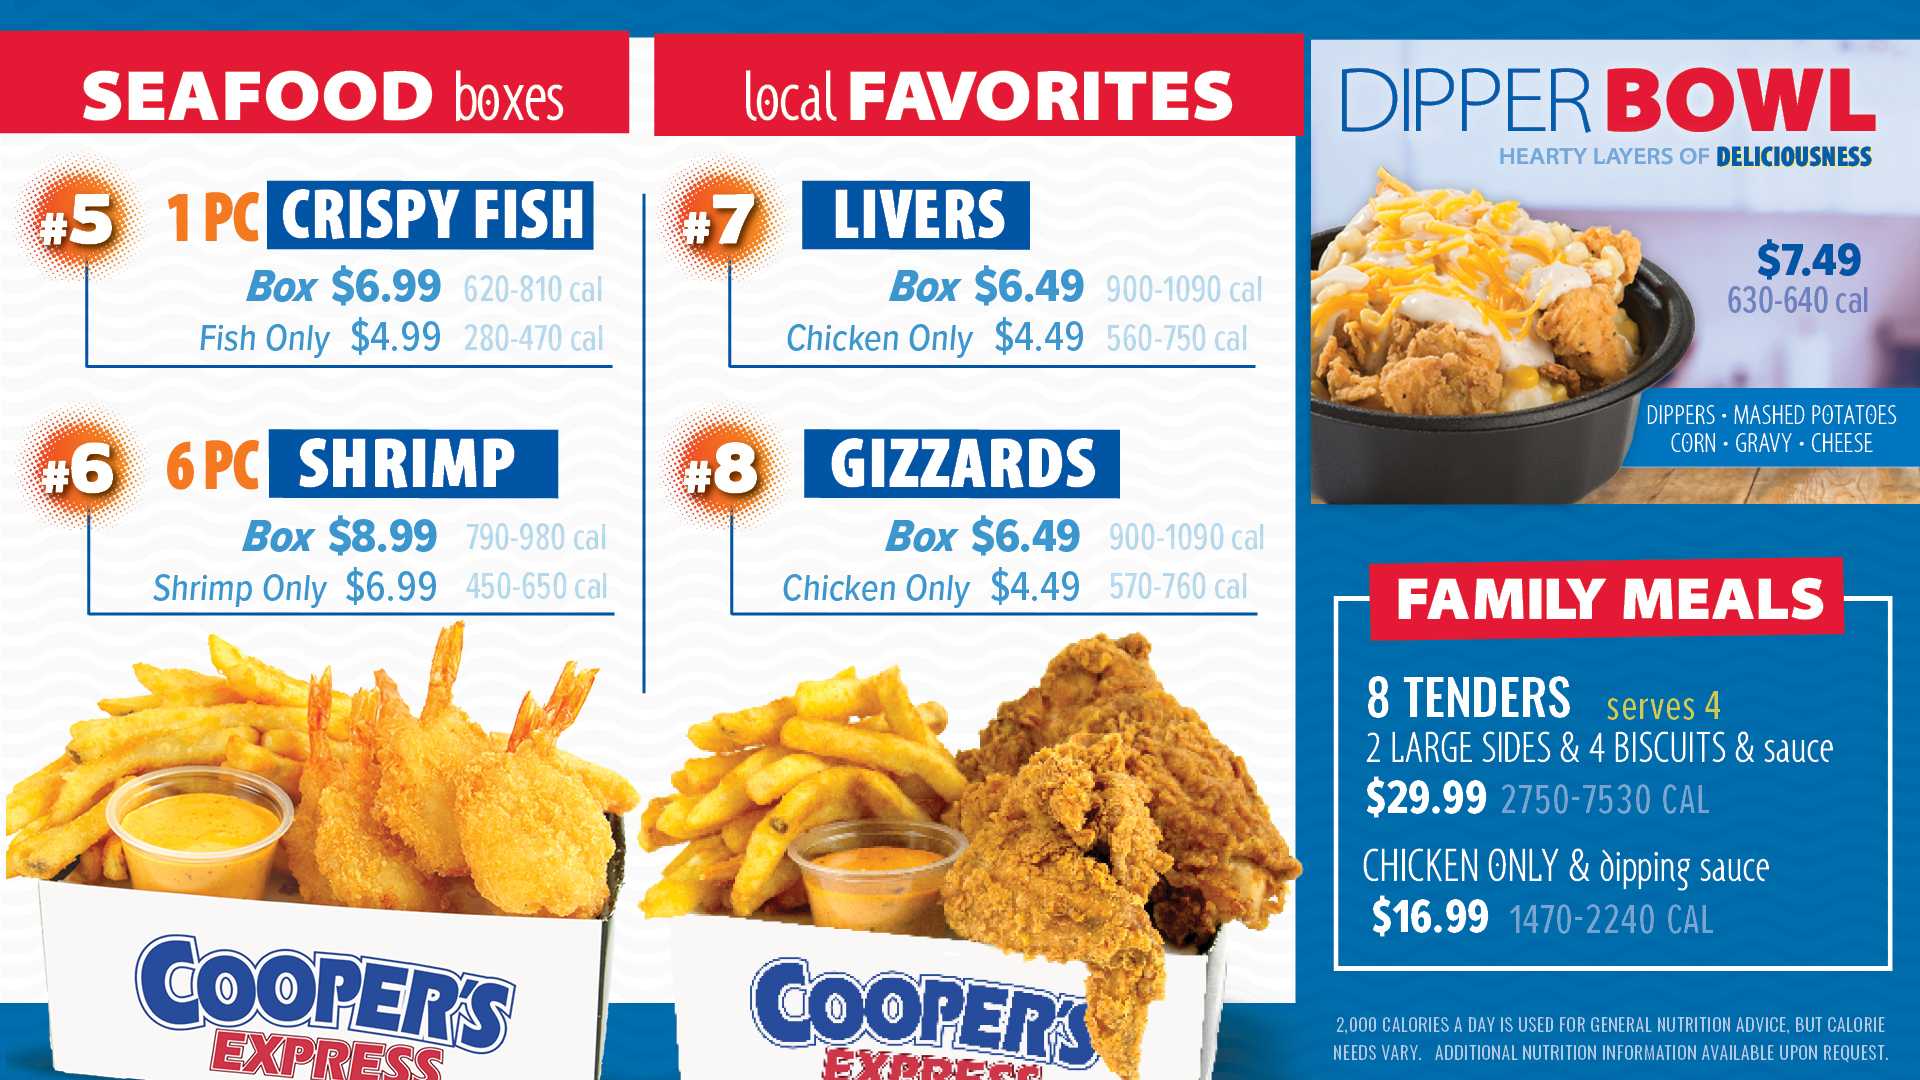 SEAFOOD boxes
#5 1 PC CRISPY FISH
Box $6.99 620-810 cal
Fish Only $4.99 280-470 cal
#6 6 PC SHRIMP
Box $8.99 790-980 cal
Shrimp Only $6.99 450-650 cal
COOPER'S
EXPRESS
local FAVORITES
#7 LIVERS
Box $6.49 900-1090 cal
Chicken Only $4.49 560-750 cal
#8 GIZZARDS
Box $6.49 900-1090 cal
Chicken Only $4.49 570-760 cal
COOPER'S
EXPRESS
DIPPER BOWL
HEARTY LAYERS OF DELICIOUSNESS
$7.49
630-640 cal
DIPPERS • MASHED POTATOES
CORN • GRAVY • CHEESE
FAMILY MEALS
8 TENDERS serves 4
2 LARGE SIDES & 4 BISCUITS & sauce
$29.99 2750-7530 CAL
CHICKEN ONLY & dipping sauce
$16.99 1470-2240 CAL
2,000 CALORIES A DAY IS USED FOR GENERAL NUTRITION ADVICE, BUT CALORIE
NEEDS VARY. ADDITIONAL NUTRITION INFORMATION AVAILABLE UPON REQUEST.